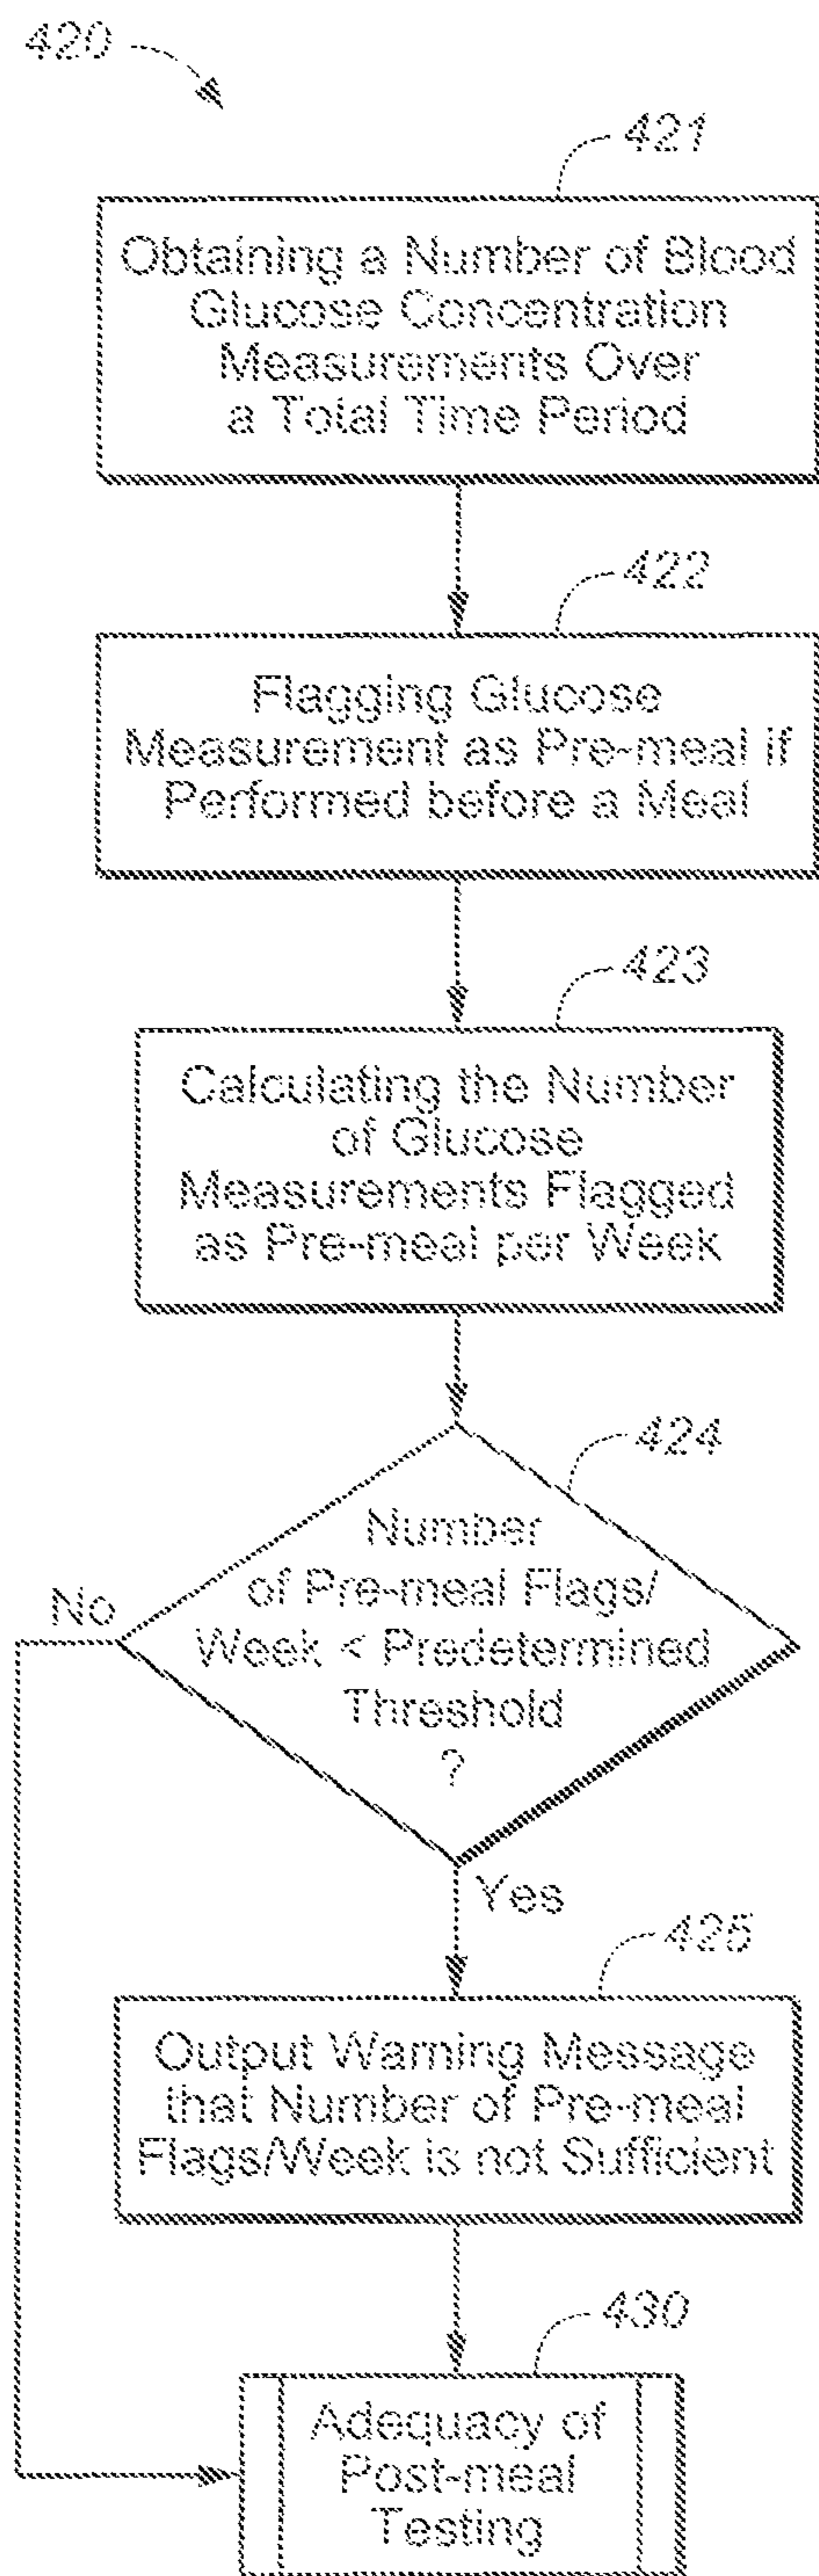 420
421
Obtaining a Number of Blood
Glucose Concentration
Measurements Over
a Total Time Period
422
Flagging Glucose
Measurement as Pre-meal if
Performed before a Meal
423
Calculating the Number
of Glucose
Measurements Flagged
as Pre-meal per Week
424
Number
of Pre-meal Flags/
Week < Predetermined
Threshold
?
No
Yes
425
Output Warning Message
that Number of Pre-meal
Flags/Week is not Sufficient
430
Adequacy of
Post-meal
Testing